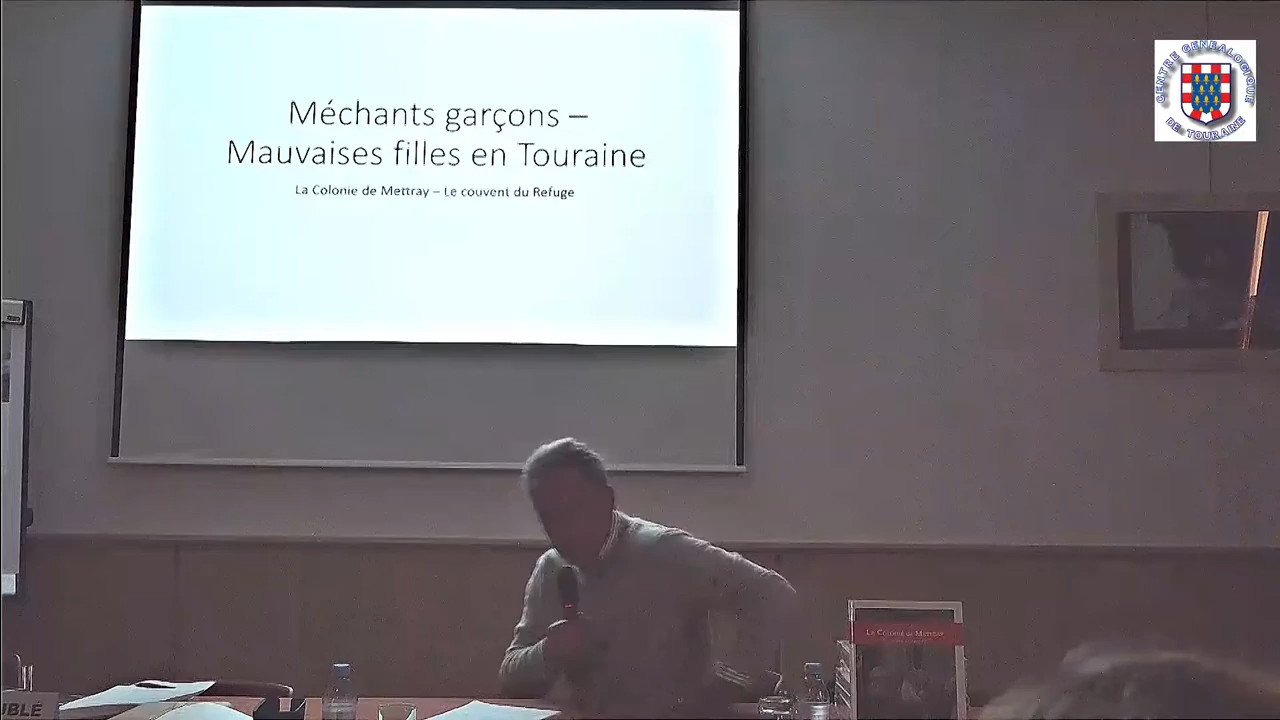 Méchants garçons –
Mauvaises filles en Touraine
La Colonie de Mettray – Le couvent du Refuge
CENTRE GENEALOGIQUE
DE TOURAINE
La Colonie de Mettray